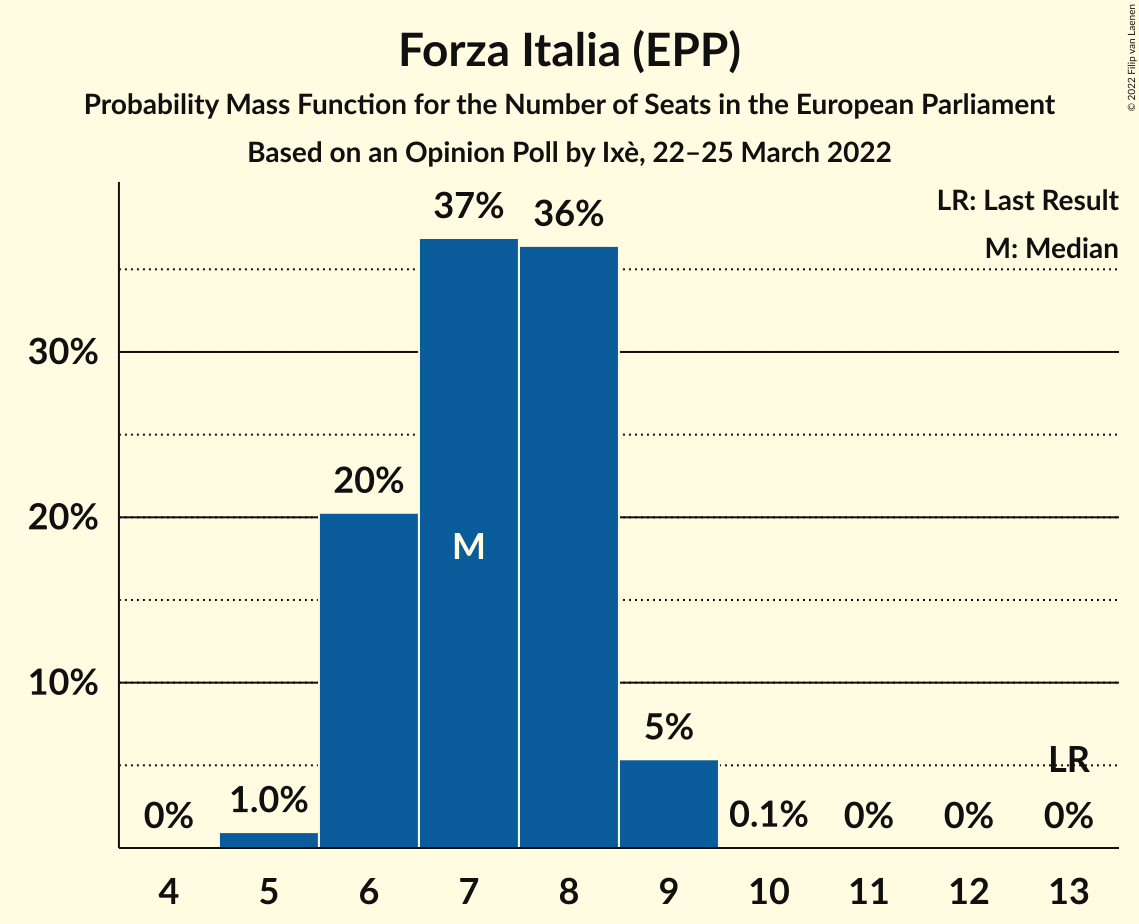 Forza Italia (EPP)
Probability Mass Function for the Number of Seats in the European Parliament
Based on an Opinion Poll by Ixè, 22–25 March 2022
© 2022 Filip van Laenen
LR: Last Result
M: Median
37%
36%
30%
20%
20%
M
10%
5%
LR
0%
1.0%
0.1%
0%
0%
0%
4 5 6 7 8 9 10 11 12 13